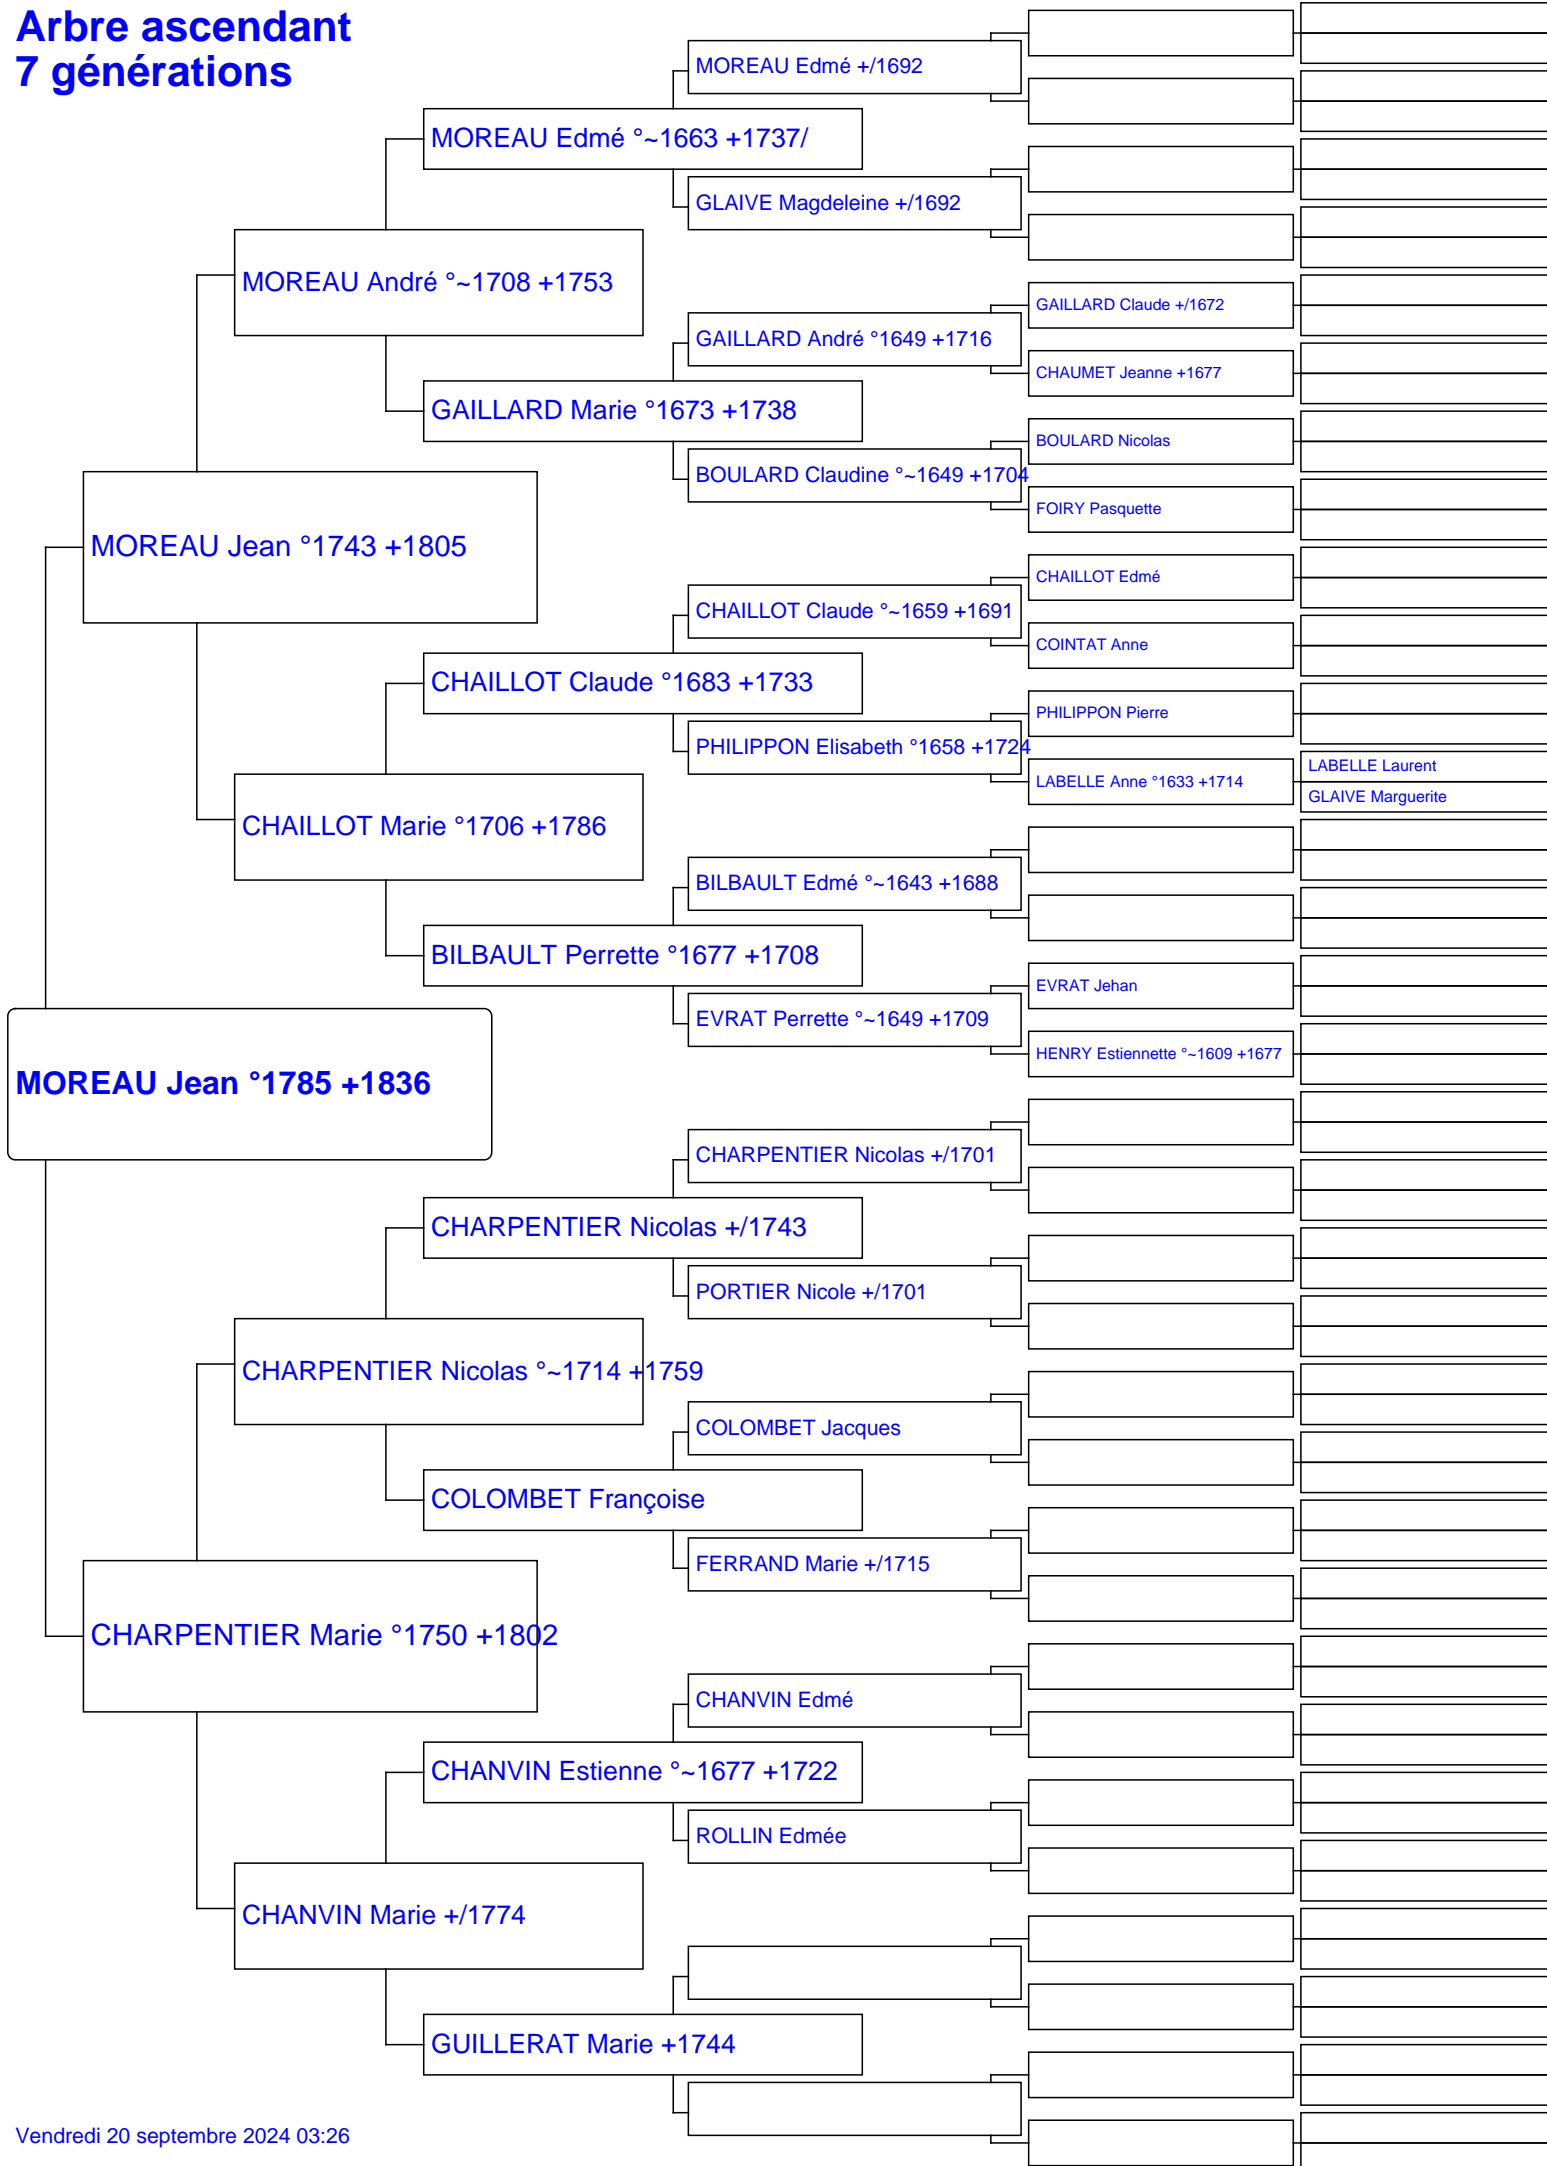 Arbre ascendant
7 générations
MOREAU Edmé +/1692
MOREAU Edmé °~1663 +1737/
GLAIVE Magdeleine +/1692
MOREAU André °~1708 +1753
GAILLARD Claude +/1672
GAILLARD André °1649 +1716
CHAUMET Jeanne +1677
GAILLARD Marie °1673 +1738
BOULARD Nicolas
BOULARD Claudine °~1649 +1704
FOIRY Pasquette
MOREAU Jean °1743 +1805
CHAILLOT Edmé
CHAILLOT Claude °~1659 +1691
COINTAT Anne
CHAILLOT Claude °1683 +1733
PHILIPPON Pierre
PHILIPPON Elisabeth °1658 +1724
LABELLE Laurent
LABELLE Anne °1633 +1714
GLAIVE Marguerite
CHAILLOT Marie °1706 +1786
BILBAULT Edmé °~1643 +1688
BILBAULT Perrette °1677 +1708
EVRAT Jehan
EVRAT Perrette °~1649 +1709
HENRY Estiennette °~1609 +1677
MOREAU Jean °1785 +1836
CHARPENTIER Nicolas +/1701
CHARPENTIER Nicolas +/1743
PORTIER Nicole +/1701
CHARPENTIER Nicolas °~1714 +1759
COLOMBET Jacques
COLOMBET Françoise
FERRAND Marie +/1715
CHARPENTIER Marie °1750 +1802
CHANVIN Edmé
CHANVIN Estienne °~1677 +1722
ROLLIN Edmée
CHANVIN Marie +/1774
GUILLERAT Marie +1744
Vendredi 20 septembre 2024 03:26